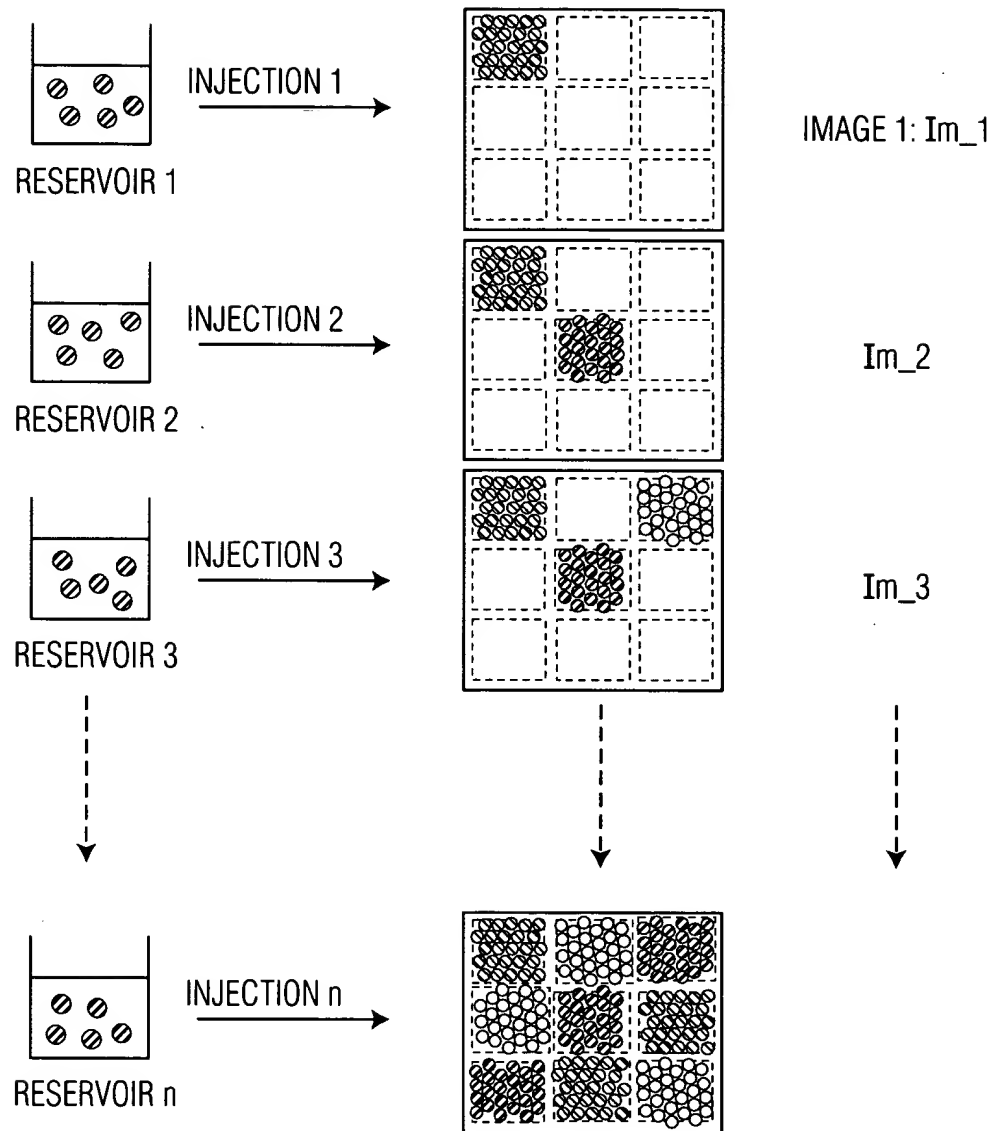 INJECTION 1
IMAGE 1: Im_1
RESERVOIR 1
INJECTION 2
Im_2
RESERVOIR 2
INJECTION 3
Im_3
RESERVOIR 3
INJECTION n
RESERVOIR n